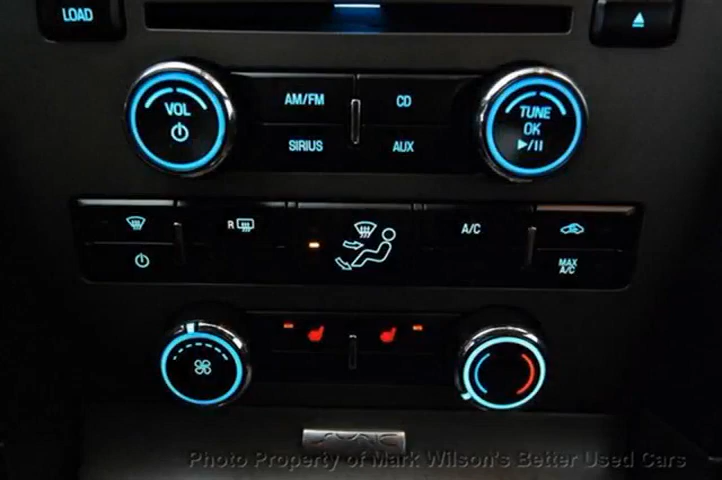 LOAD
VOL
AM/FM
CD
TUNE
OK
SIRIUS
AUX
R
A/C
MAX
A/C
SYNC
Photo Property of Mark Wilson's Better Used Cars